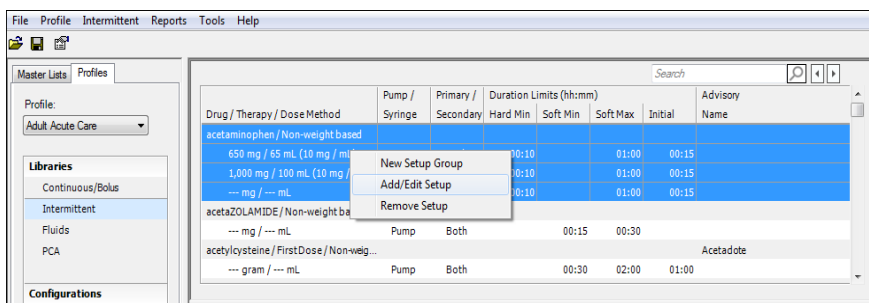 File Profile Intermittent Reports Tools Help
Master Lists Profiles
Search
Profile:
Adult Acute Care
Libraries
Continuous/Bolus
Intermittent
Fluids
PCA
Configurations
Pump / Primary / Duration Limits (hh:mm) Advisory
Drug / Therapy / Dose Method Syringe Secondary Hard Min Soft Min Soft Max Initial Name
acetaminophen / Non-weight based
650 mg / 65 mL (10 mg / mL 00:10 01:00 00:15
1,000 mg / 100 mL (10 mg / 00:10 01:00 00:15
--- mg / --- mL 00:10 01:00 00:15
New Setup Group
Add/Edit Setup
Remove Setup
acetaZOLAMIDE / Non-weight ba
--- mg / --- mL Pump Both 00:15 00:30
acetylcysteine / First Dose / Non-weig... Acetadote
--- gram / --- mL Pump Both 00:30 02:00 01:00